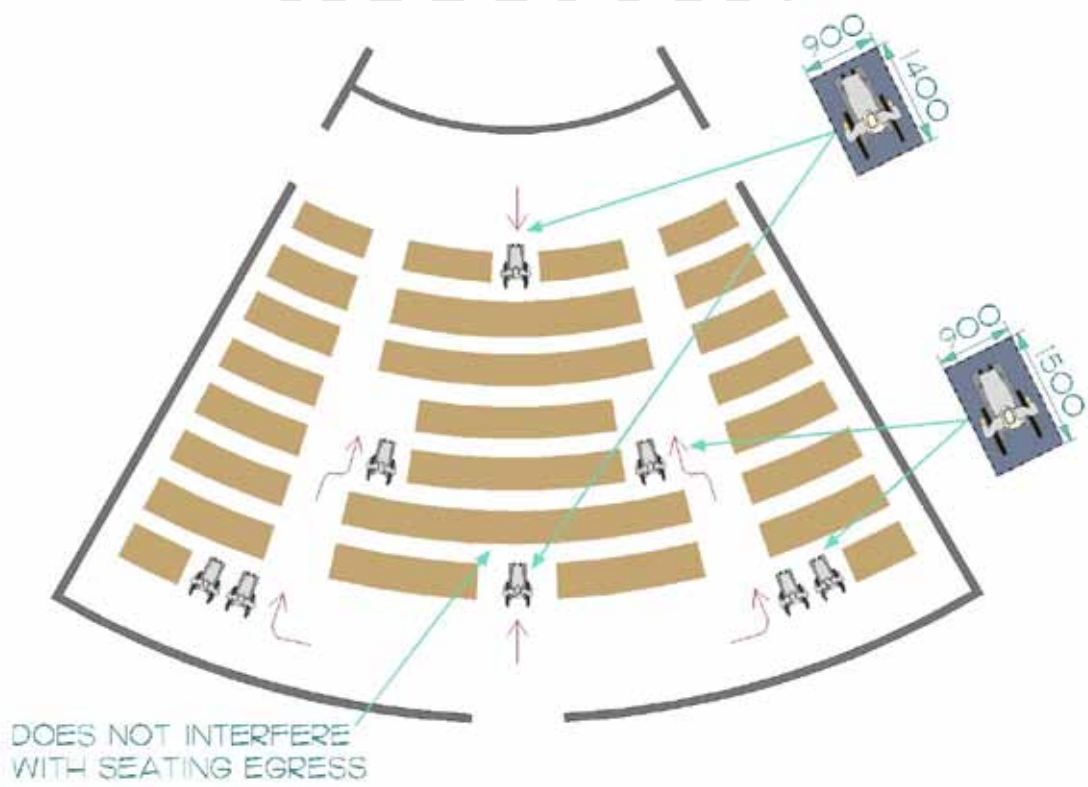 900
1400
900
1500
DOES NOT INTERFERE
WITH SEATING EGRESS